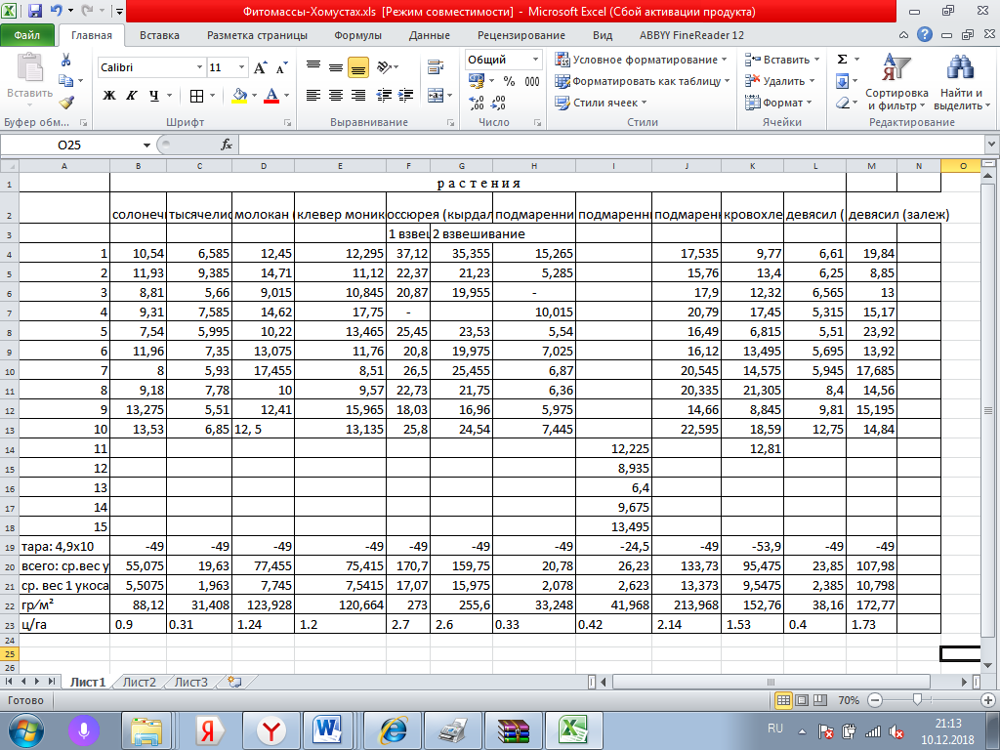 Фитомассы-Хомустах.xls [Режим совместимости] - Microsoft Excel (Сбой активации продукта)
Файл Главная Вставка Разметка страницы Формулы Данные Рецензирование Вид ABBYY FineReader 12
Calibri 11 Общий Условное форматирование Вставить Σ
Вставить Ж К Ч А % 000 Форматировать как таблицу Удалить Сортировка и фильтр Найти и выделить
Стили ячеек Формат
Буфер обм... Шрифт Выравнивание Число Стили Ячейки Редактирование
O25 fx
A B C D E F G H I J K L M N O
1 р а с т е н и я
2 солонеч тысячелис молокан клевер моник оссюрея (кырдал подмаренни подмаренни подмаренн кровохле девясил ( девясил (залеж)
3 1 взвеш 2 взвешивание
4 1 10,54 6,585 12,45 12,295 37,12 35,355 15,265 17,535 9,77 6,61 19,84
5 2 11,93 9,385 14,71 11,12 22,37 21,23 5,285 15,76 13,4 6,25 8,85
6 3 8,81 5,66 9,015 10,845 20,87 19,955 - 17,9 12,32 6,565 13
7 4 9,31 7,585 14,62 17,75 - 10,015 20,79 17,45 5,315 15,17
8 5 7,54 5,995 10,22 13,465 25,45 23,53 5,54 16,49 6,815 5,51 23,92
9 6 11,96 7,35 13,075 11,76 20,8 19,975 7,025 16,12 13,495 5,695 13,92
10 7 8 5,93 17,455 8,51 26,5 25,455 6,87 20,545 14,575 5,945 17,685
11 8 9,18 7,78 10 9,57 22,73 21,75 6,36 20,335 21,305 8,4 14,56
12 9 13,275 5,51 12,41 15,965 18,03 16,96 5,975 14,66 8,845 9,81 15,195
13 10 13,53 6,85 12, 5 13,135 25,8 24,54 7,445 22,595 18,59 12,75 14,84
14 11 12,225 12,81
15 12 8,935
16 13 6,4
17 14 9,675
18 15 13,495
19 тара: 4,9х10 -49 -49 -49 -49 -49 -49 -49 -24,5 -49 -53,9 -49 -49
20 всего: ср.вес у 55,075 19,63 77,455 75,415 170,7 159,75 20,78 26,23 133,73 95,475 23,85 107,98
21 ср. вес 1 укоса 5,5075 1,963 7,745 7,5415 17,07 15,975 2,078 2,623 13,373 9,5475 2,385 10,798
22 гр/м² 88,12 31,408 123,928 120,664 273 255,6 33,248 41,968 213,968 152,76 38,16 172,77
23 ц/га 0.9 0.31 1.24 1.2 2.7 2.6 0.33 0.42 2.14 1.53 0.4 1.73
24
25
26
Лист1 Лист2 Лист3
Готово 70%
RU 21:13
10.12.2018